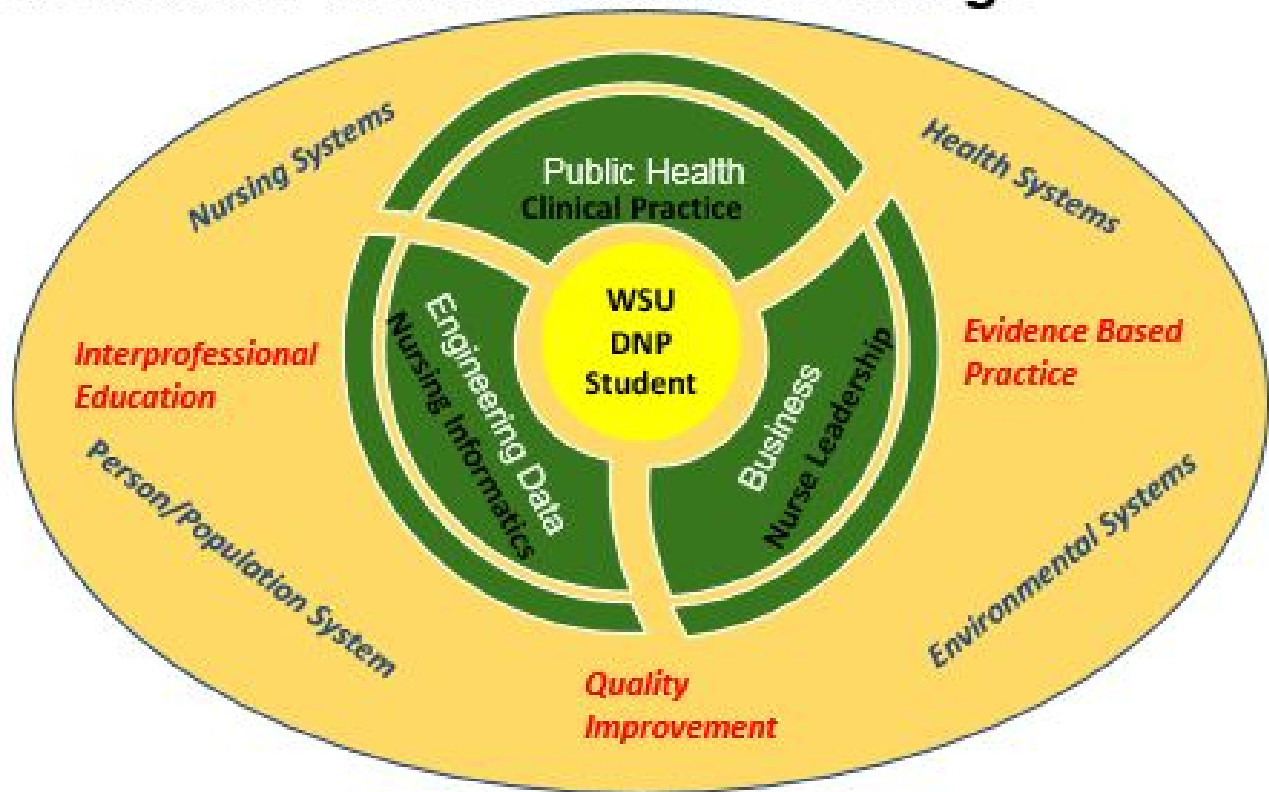 Nursing Systems
Health Systems
Public Health
Clinical Practice
WSU
DNP
Student
Engineering Data
Nursing Informatics
Business
Nurse Leadership
Interprofessional
Education
Evidence Based
Practice
Person/Population System
Environmental Systems
Quality
Improvement